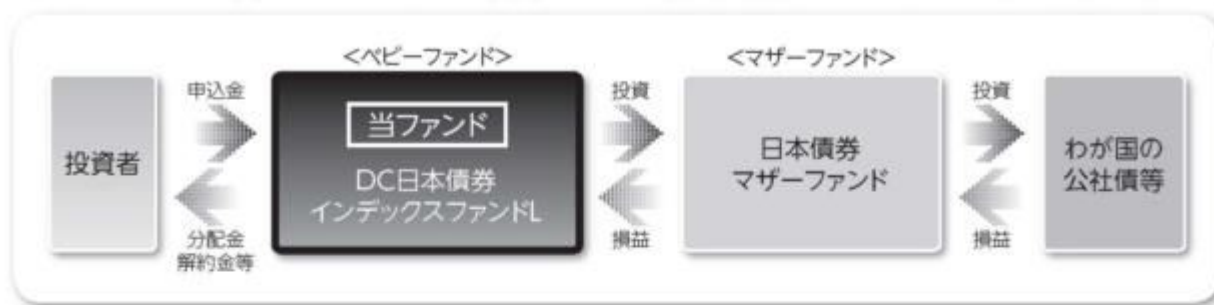 <ベビーファンド>
<マザーファンド>
申込金
投資
投資
当ファンド
投資者
日本債券
マザーファンド
わが国の
公社債等
DC日本債券
インデックスファンドL
分配金
解約金等
損益
損益